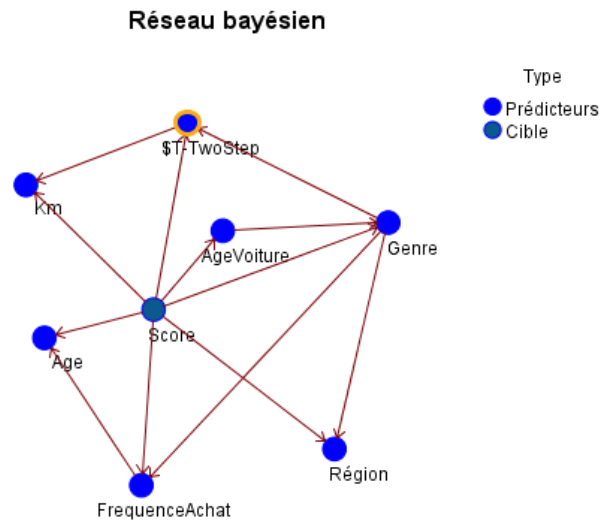 Réseau bayésien
Type
Prédicteurs
Cible
$T-TwoStep
Km
AgeVoiture
Genre
Score
Age
Région
FrequenceAchat